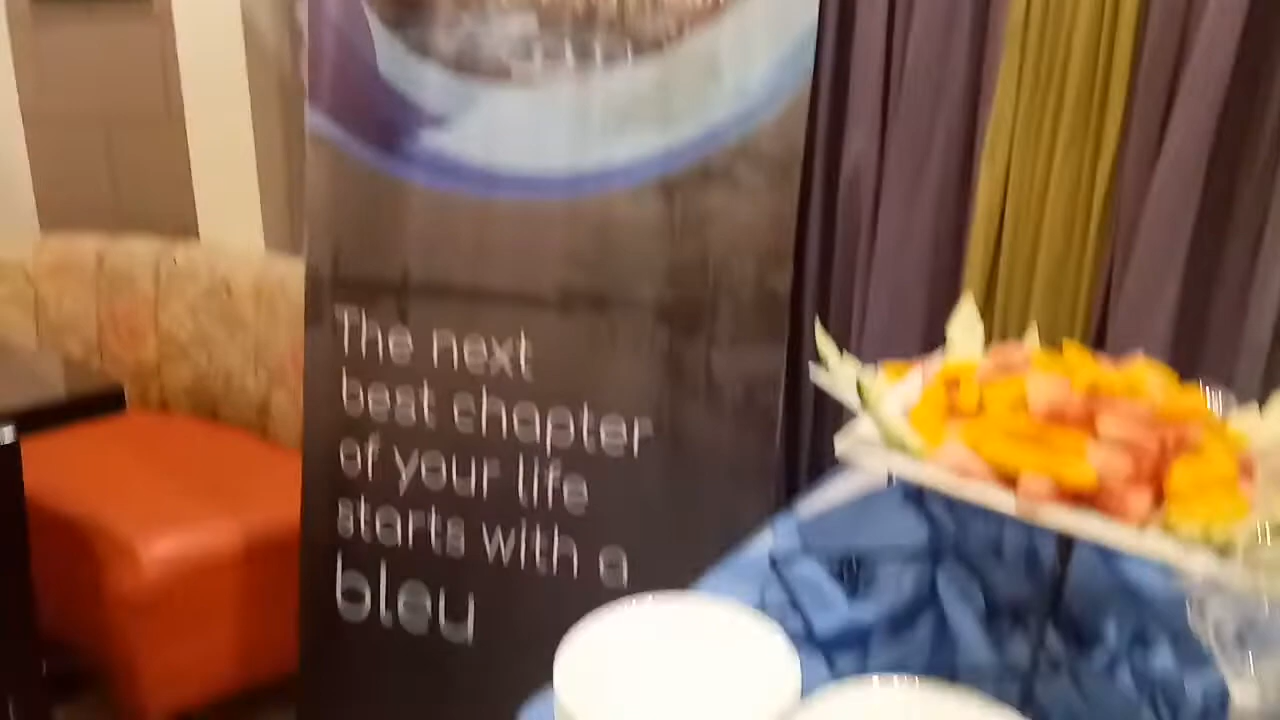 The next
best chapter
of your life
starts with a
bleu